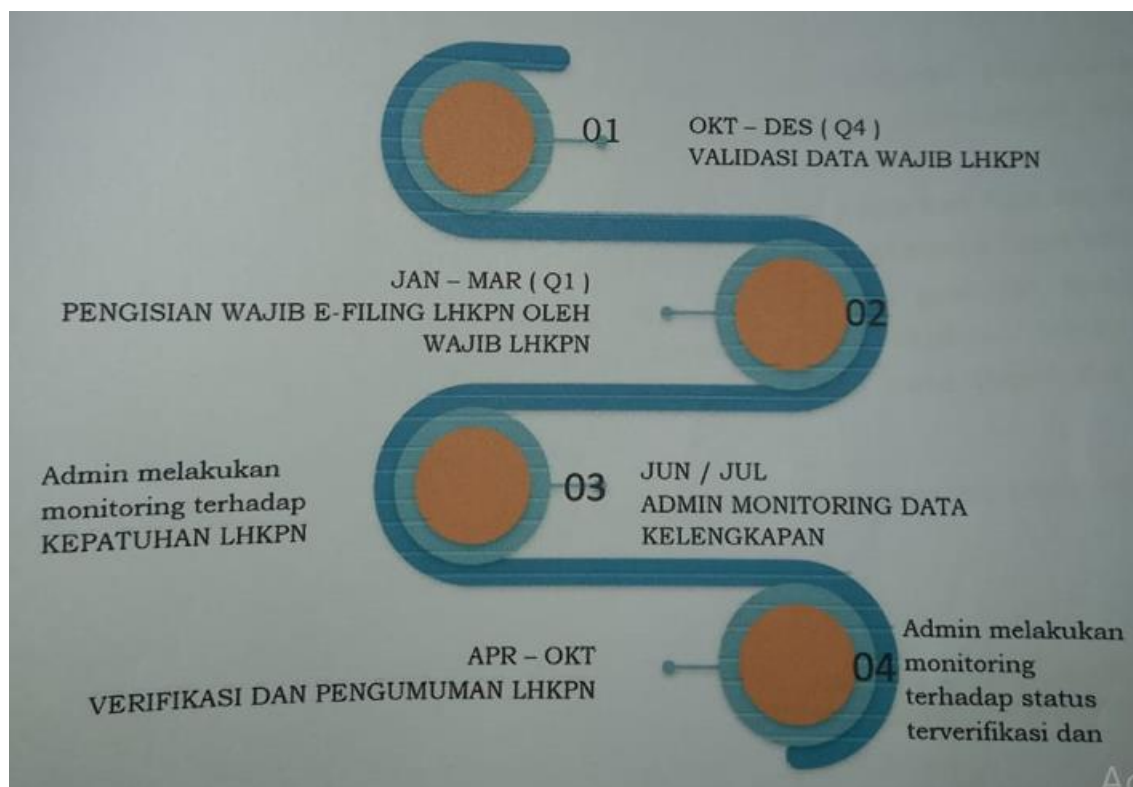 01
OKT – DES ( Q4 )
VALIDASI DATA WAJIB LHKPN
JAN – MAR ( Q1 )
PENGISIAN WAJIB E-FILING LHKPN OLEH
WAJIB LHKPN
02
Admin melakukan
monitoring terhadap
KEPATUHAN LHKPN
03
JUN / JUL
ADMIN MONITORING DATA
KELENGKAPAN
APR – OKT
VERIFIKASI DAN PENGUMUMAN LHKPN
04
Admin melakukan
monitoring
terhadap status
terverifikasi dan